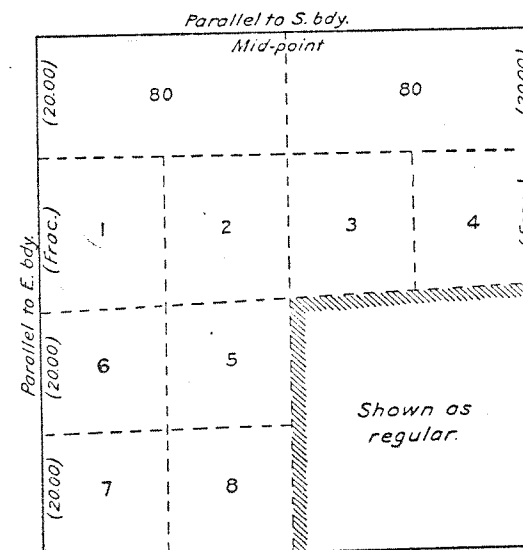 Parallel to S. bdy.
Mid-point
(20.00)
80
80
(20.00)
Parallel to E. bdy.
(Frac.)
1
2
3
4
(20.00)
6
5
Shown as
regular.
(20.00)
7
8